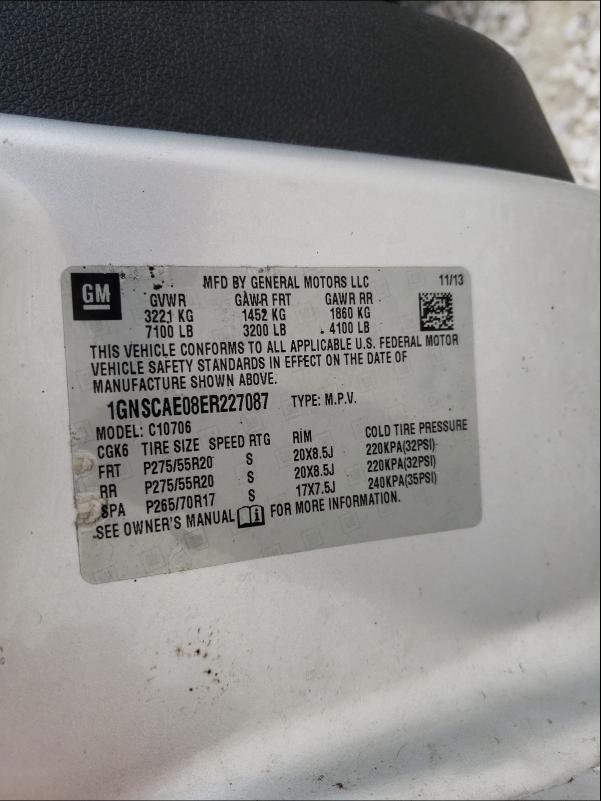 GM
MFD BY GENERAL MOTORS LLC 11/13
GVWR GAWR FRT GAWR RR
3221 KG 1452 KG 1860 KG
7100 LB 3200 LB 4100 LB
THIS VEHICLE CONFORMS TO ALL APPLICABLE U.S. FEDERAL MOTOR
VEHICLE SAFETY STANDARDS IN EFFECT ON THE DATE OF
MANUFACTURE SHOWN ABOVE.
1GNSCAE08ER227087 TYPE: M.P.V.
MODEL: C10706
CGK6 TIRE SIZE SPEED RTG RIM COLD TIRE PRESSURE
FRT P275/55R20 S 20X8.5J 220KPA(32PSI)
RR P275/55R20 S 20X8.5J 220KPA(32PSI)
SPA P265/70R17 S 17X7.5J 240KPA(35PSI)
SEE OWNER'S MANUAL FOR MORE INFORMATION.